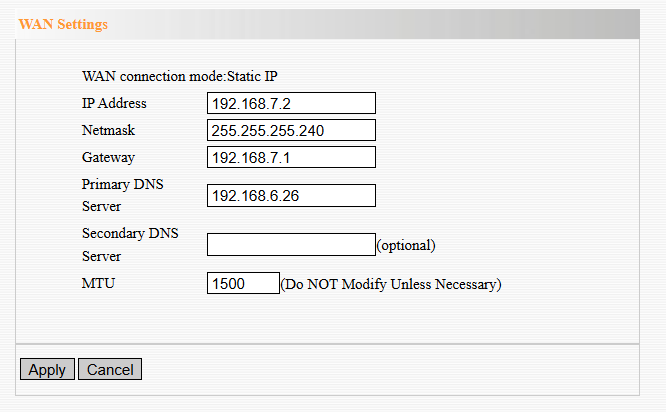 WAN Settings
WAN connection mode:Static IP
IP Address 192.168.7.2
Netmask 255.255.255.240
Gateway 192.168.7.1
Primary DNS
Server 192.168.6.26
Secondary DNS
Server (optional)
MTU 1500 (Do NOT Modify Unless Necessary)
Apply Cancel